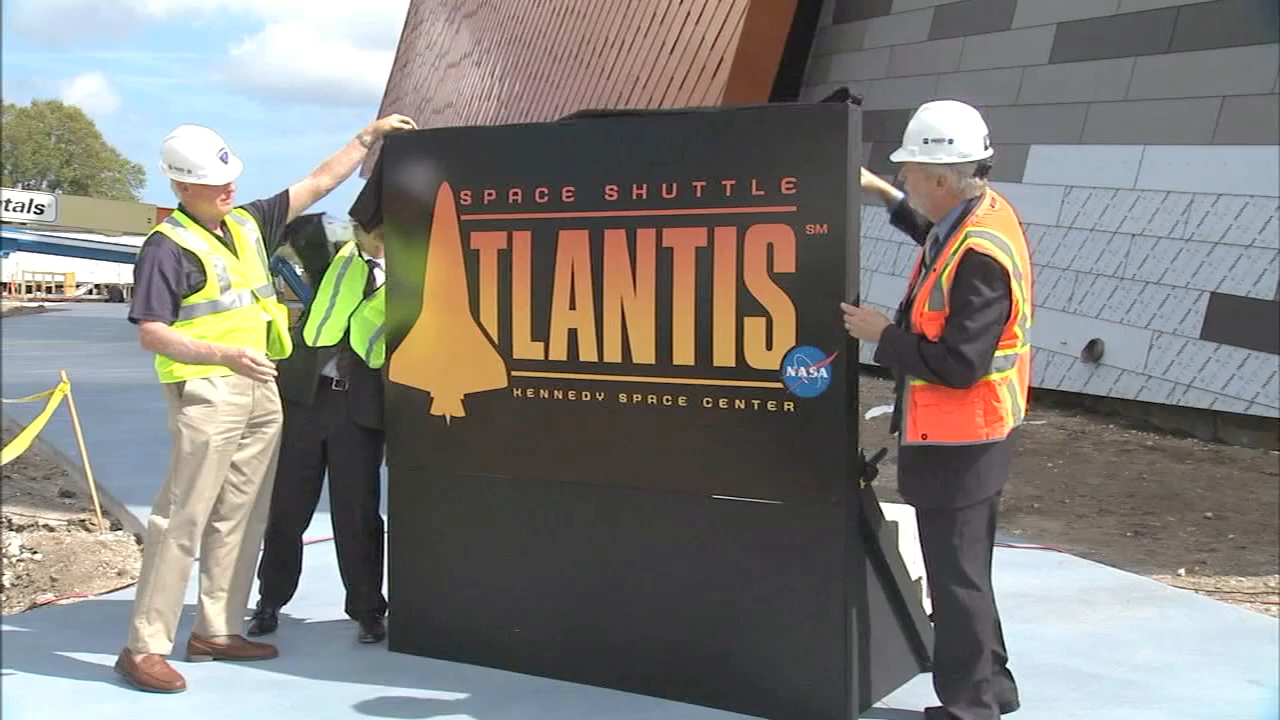 SPACE SHUTTLE
TLANTIS SM
NASA
KENNEDY SPACE CENTER
tals